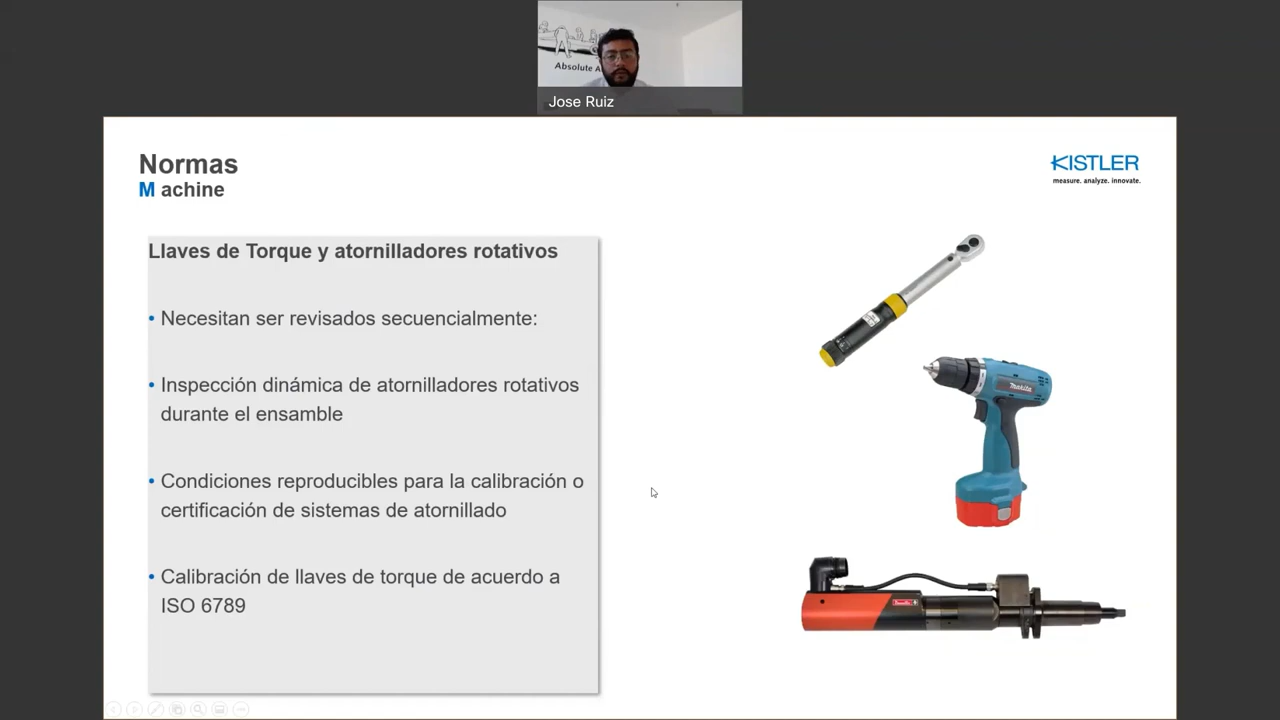 Absolute A
Jose Ruiz
Normas
M achine
KISTLER
measure. analyze. innovate.
Llaves de Torque y atornilladores rotativos
• Necesitan ser revisados secuencialmente:
• Inspección dinámica de atornilladores rotativos
durante el ensamble
• Condiciones reproducibles para la calibración o
certificación de sistemas de atornillado
• Calibración de llaves de torque de acuerdo a
ISO 6789
makita